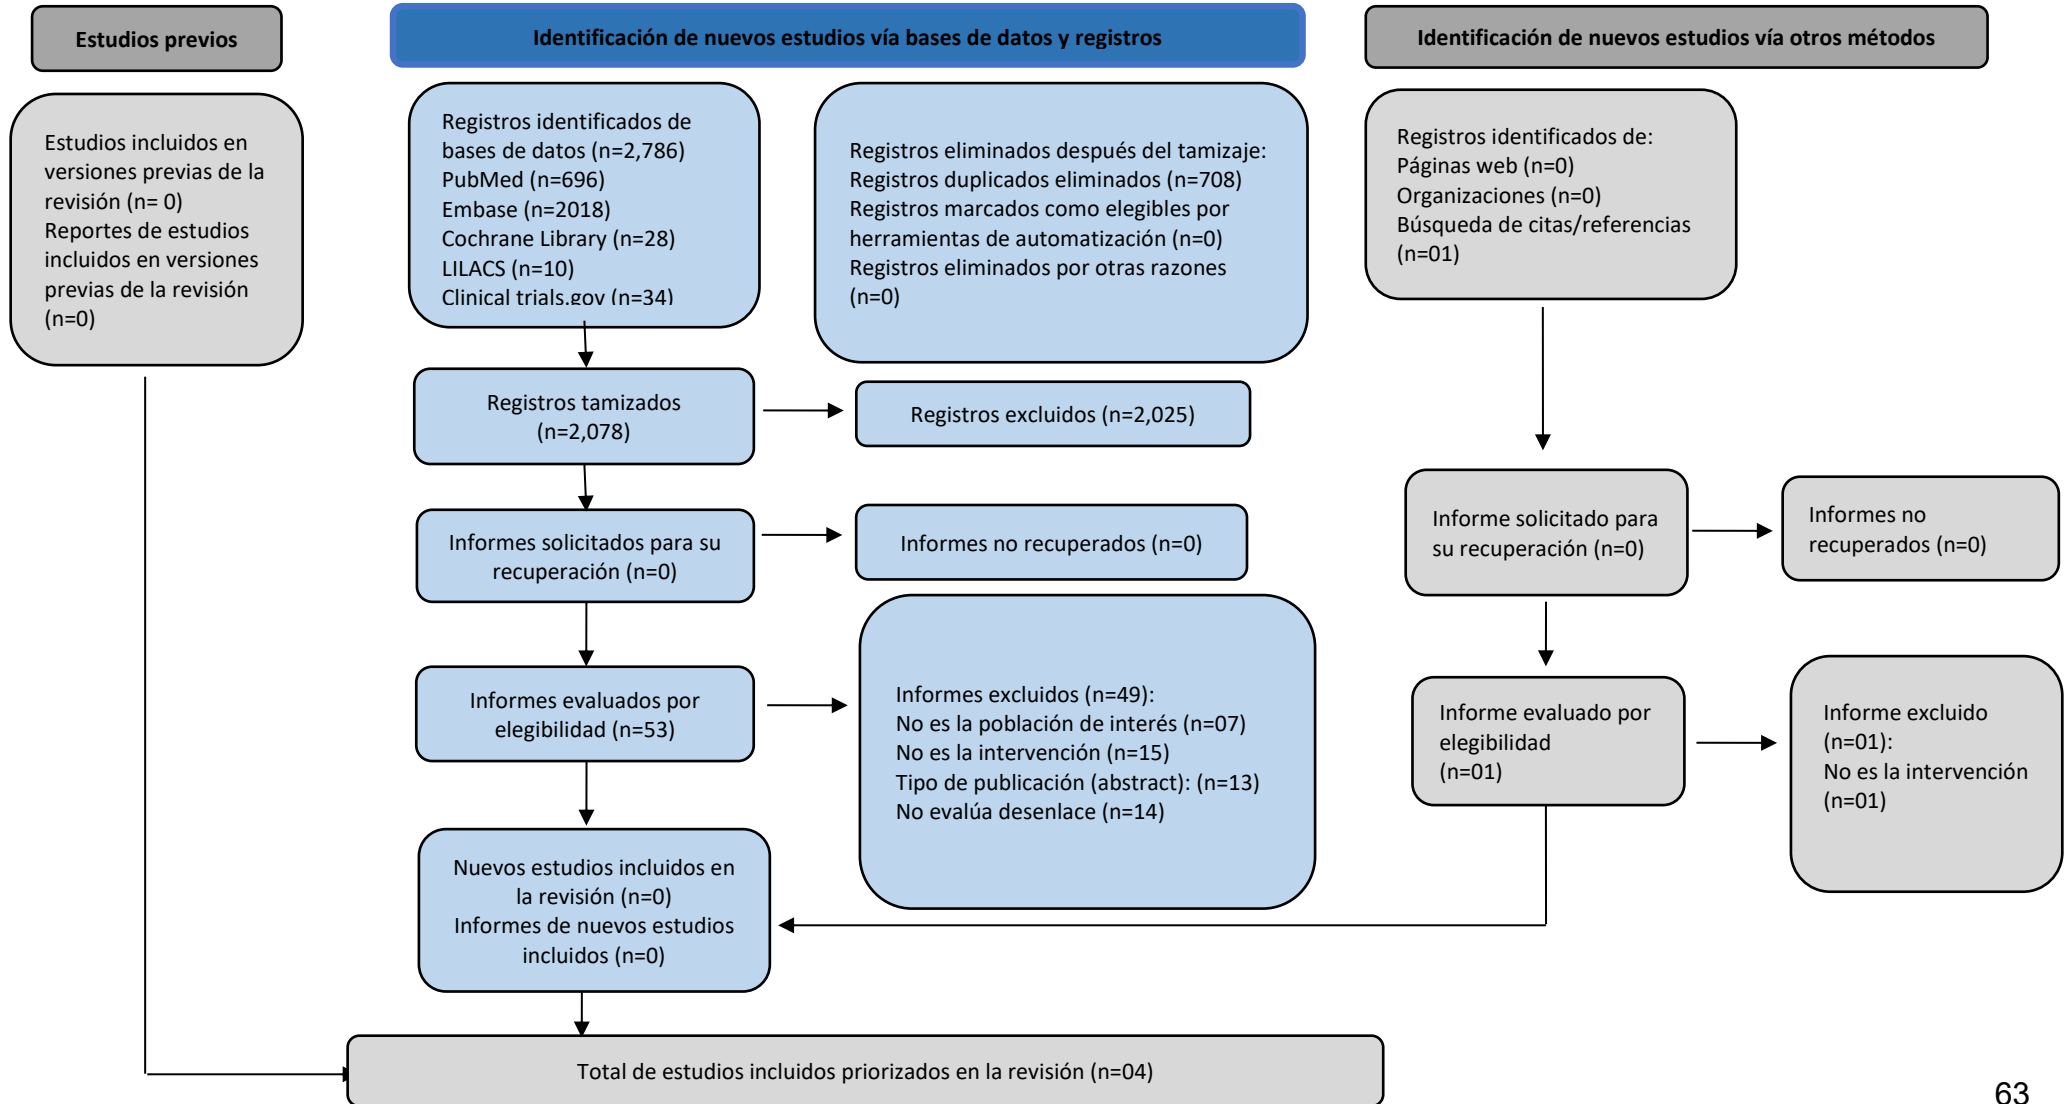 Estudios previos
Identificación de nuevos estudios vía bases de datos y registros
Identificación de nuevos estudios vía otros métodos
Estudios incluidos en
versiones previas de la
revisión (n= 0)
Reportes de estudios
incluidos en versiones
previas de la revisión
(n=0)
Registros identificados de
bases de datos (n=2,786)
PubMed (n=696)
Embase (n=2018)
Cochrane Library (n=28)
LILACS (n=10)
Clinical trials.gov (n=34)
Registros eliminados después del tamizaje:
Registros duplicados eliminados (n=708)
Registros marcados como elegibles por
herramientas de automatización (n=0)
Registros eliminados por otras razones
(n=0)
Registros identificados de:
Páginas web (n=0)
Organizaciones (n=0)
Búsqueda de citas/referencias
(n=01)
Registros tamizados
(n=2,078)
Registros excluidos (n=2,025)
Informes solicitados para su
recuperación (n=0)
Informes no recuperados (n=0)
Informe solicitado para
su recuperación (n=0)
Informes no
recuperados (n=0)
Informes evaluados por
elegibilidad (n=53)
Informes excluidos (n=49):
No es la población de interés (n=07)
No es la intervención (n=15)
Tipo de publicación (abstract): (n=13)
No evalúa desenlace (n=14)
Informe evaluado por
elegibilidad
(n=01)
Informe excluido
(n=01):
No es la intervención
(n=01)
Nuevos estudios incluidos en
la revisión (n=0)
Informes de nuevos estudios
incluidos (n=0)
Total de estudios incluidos priorizados en la revisión (n=04)
63